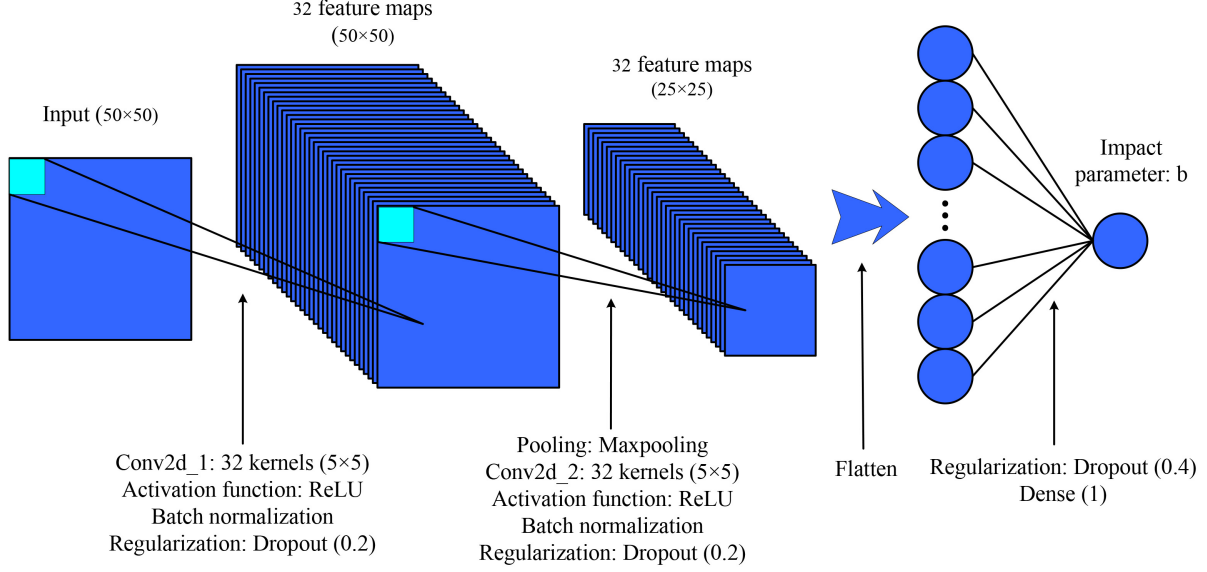 32 feature maps
(50×50)
32 feature maps
(25×25)
Input (50×50)
Impact
parameter: b
Conv2d_1: 32 kernels (5×5)
Activation function: ReLU
Batch normalization
Regularization: Dropout (0.2)
Pooling: Maxpooling
Conv2d_2: 32 kernels (5×5)
Activation function: ReLU
Batch normalization
Regularization: Dropout (0.2)
Flatten
Regularization: Dropout (0.4)
Dense (1)